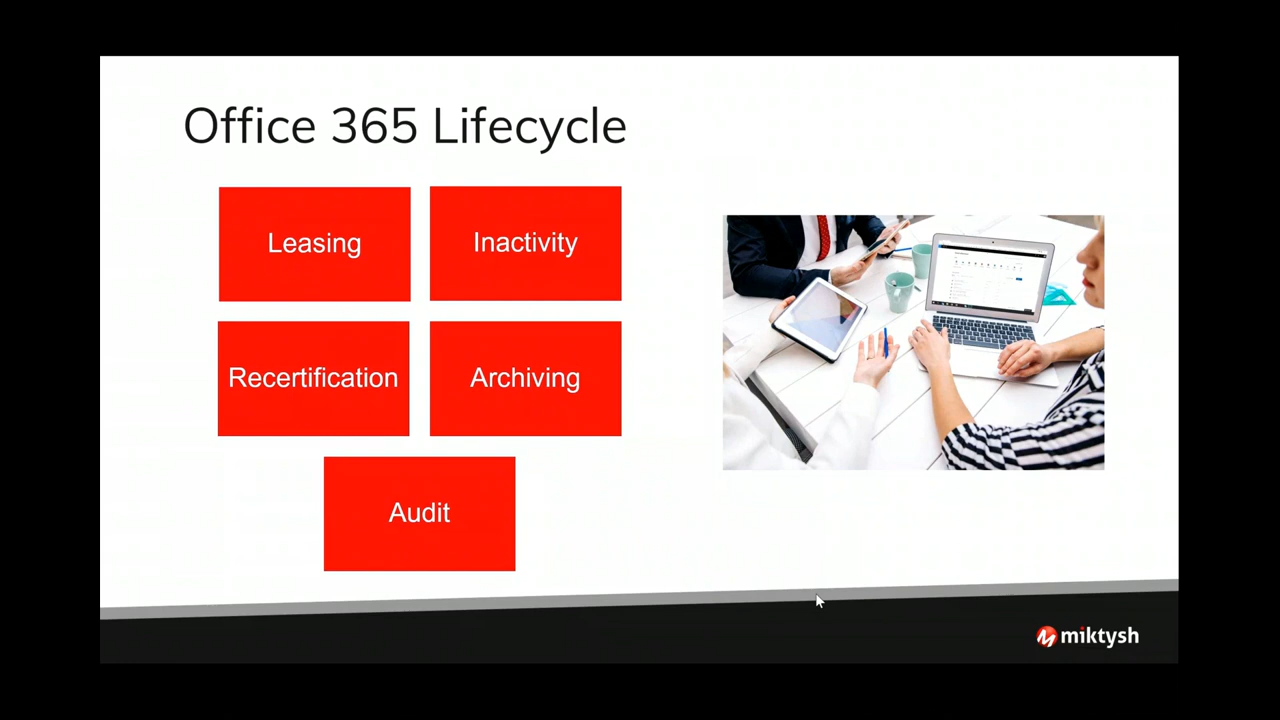 Office 365 Lifecycle
Leasing
Inactivity
Recertification
Archiving
Audit
miktysh